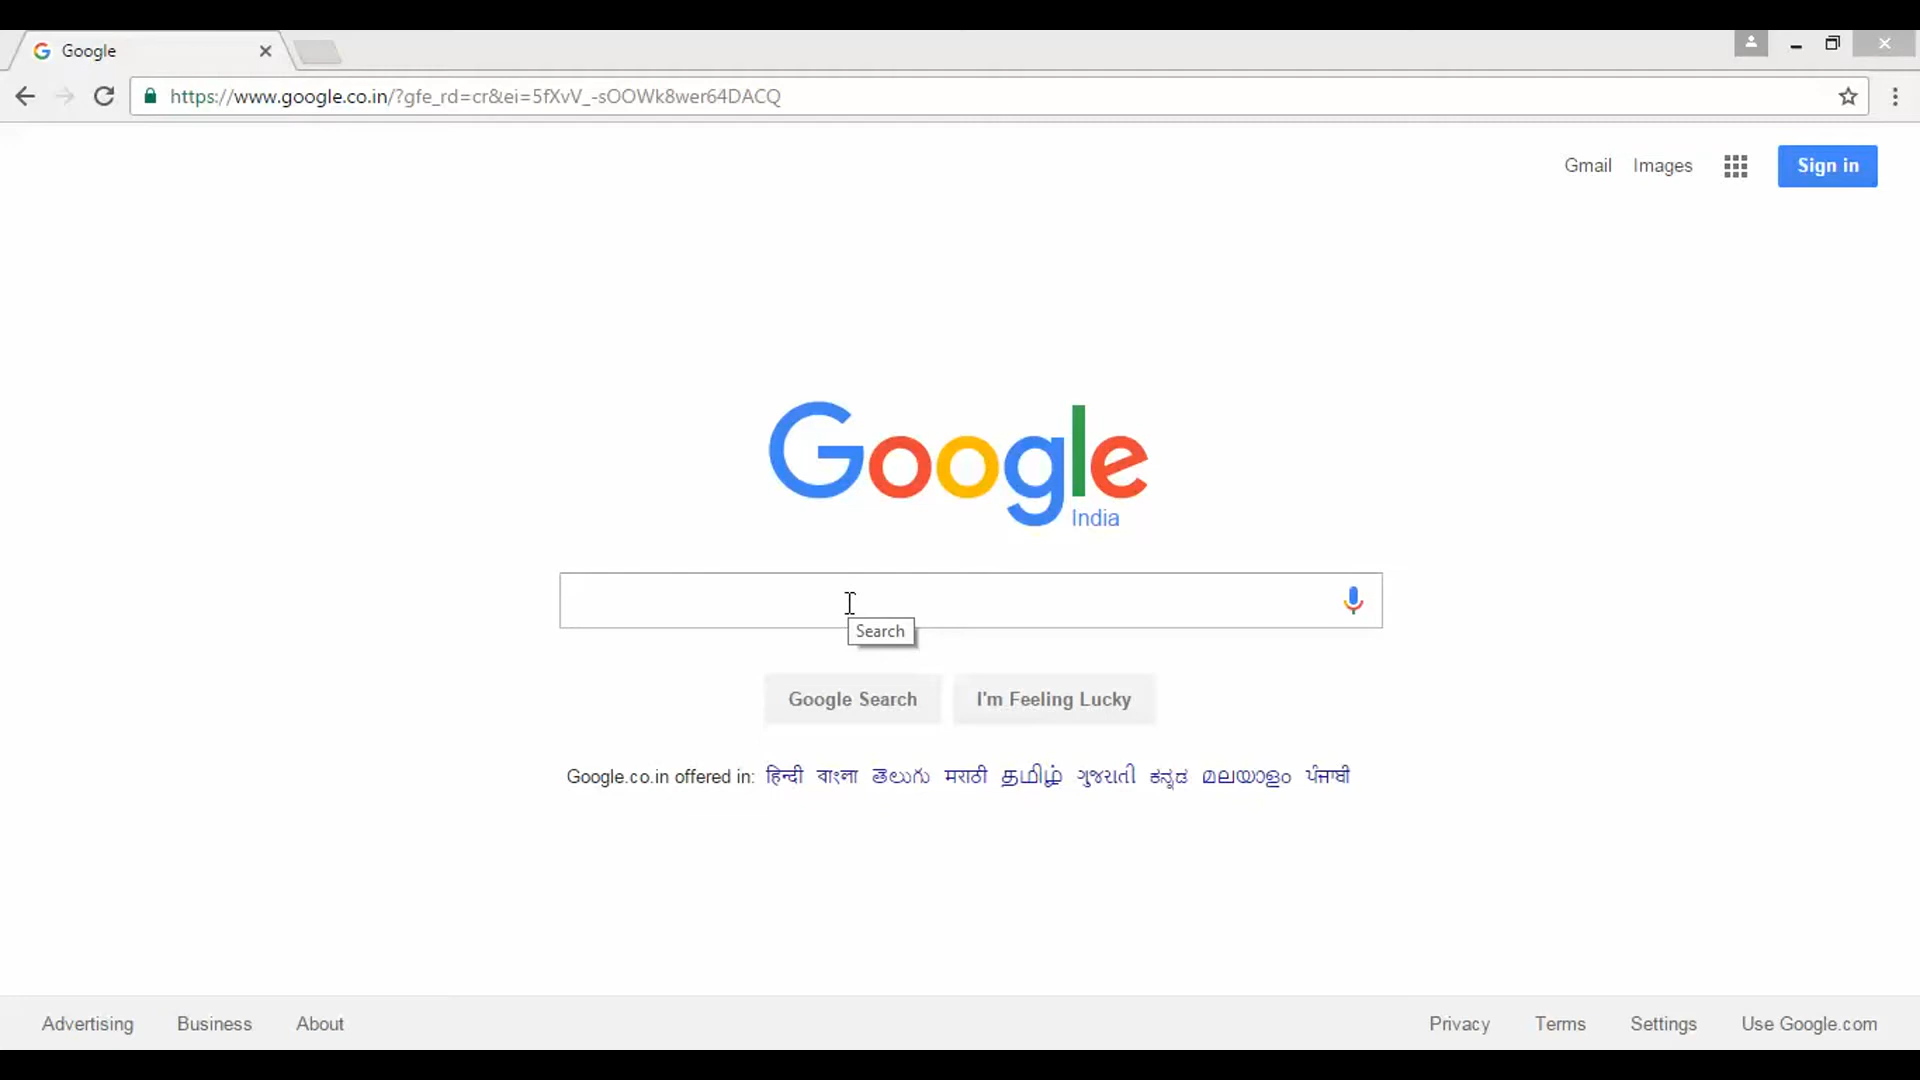 Google
https://www.google.co.in/?gfe_rd=cr&ei=5fXvV_-sOOWk8wer64DACQ
Gmail Images Sign in
Google
India
Search
Google Search I'm Feeling Lucky
Google.co.in offered in: हिन्दी বাংলা తెలుగు मराठी தமிழ் ગુજરાતી ಕನ್ನಡ മലയാളം ਪੰਜਾਬੀ
Advertising Business About Privacy Terms Settings Use Google.com